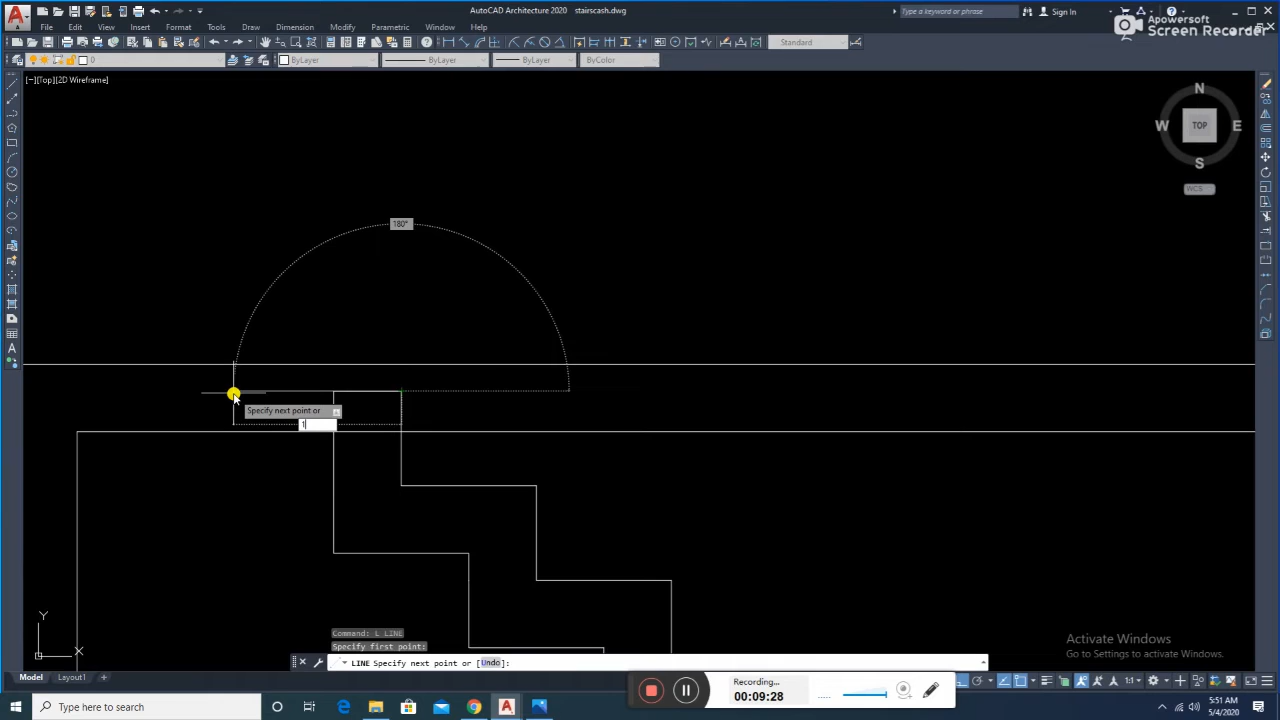 AutoCAD Architecture 2020 stairscash.dwg
Type a keyword or phrase
Sign In
File Edit View Insert Format Tools Draw Dimension Modify Parametric Window Help
Apowersoft
Screen Recorder
Standard
0
ByLayer
ByLayer
ByLayer
ByColor
[−][Top][2D Wireframe]
N
W
TOP
E
S
WCS
180°
Specify next point or
1
Y
X
Command: L LINE
Specify first point:
LINE Specify next point or [Undo]:
Activate Windows
Go to Settings to activate Windows.
Model
Layout1
+
A
1:1
Recording...
00:09:28
Type here to search
5:51 AM
5/4/2020